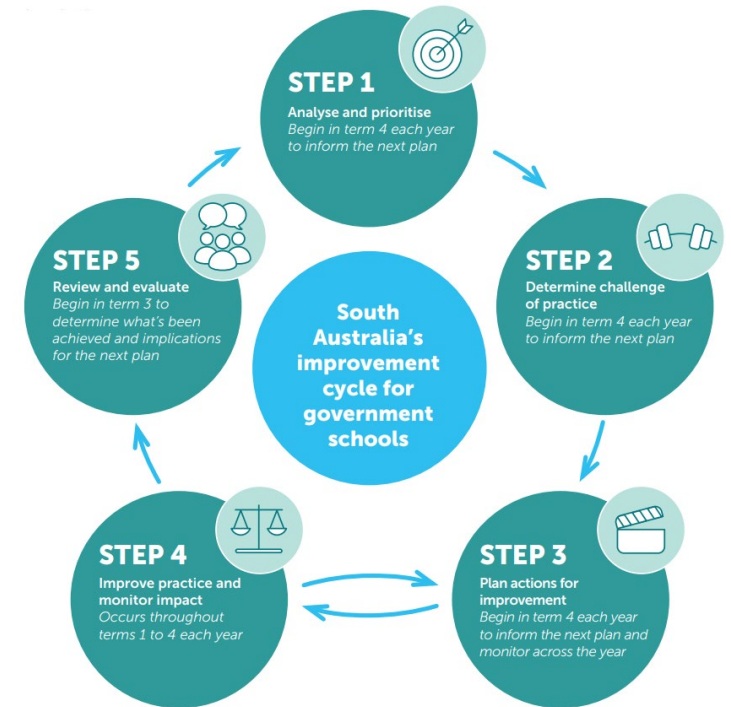 STEP 1
Analyse and prioritise
Begin in term 4 each year
to inform the next plan
STEP 2
Determine challenge
of practice
Begin in term 4 each year
to inform the next plan
STEP 3
Plan actions for
improvement
Begin in term 4 each year
to inform the next plan and
monitor across the year
STEP 4
Improve practice and
monitor impact
Occurs throughout
terms 1 to 4 each year
STEP 5
Review and evaluate
Begin in term 3 to
determine what's been
achieved and implications
for the next plan
South
Australia's
improvement
cycle for
government
schools